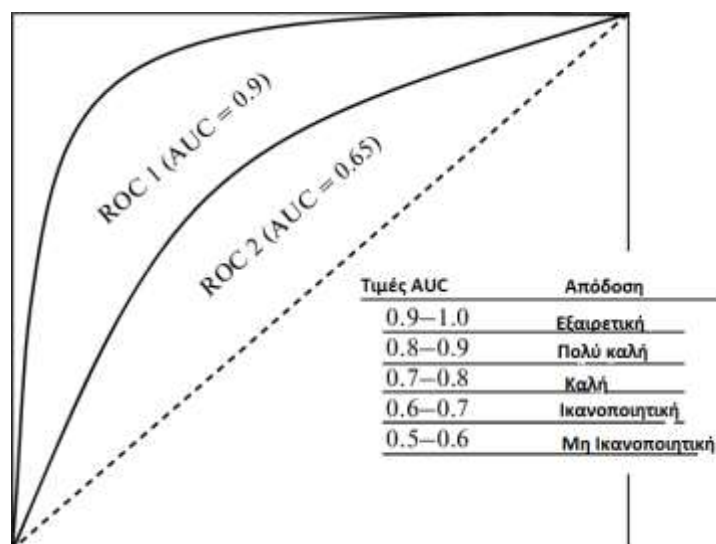 ROC 1 (AUC = 0.9)
ROC 2 (AUC = 0.65)
Τιμές AUC Απόδοση
0.9–1.0 Εξαιρετική
0.8–0.9 Πολύ καλή
0.7–0.8 Καλή
0.6–0.7 Ικανοποιητική
0.5–0.6 Μη Ικανοποιητική